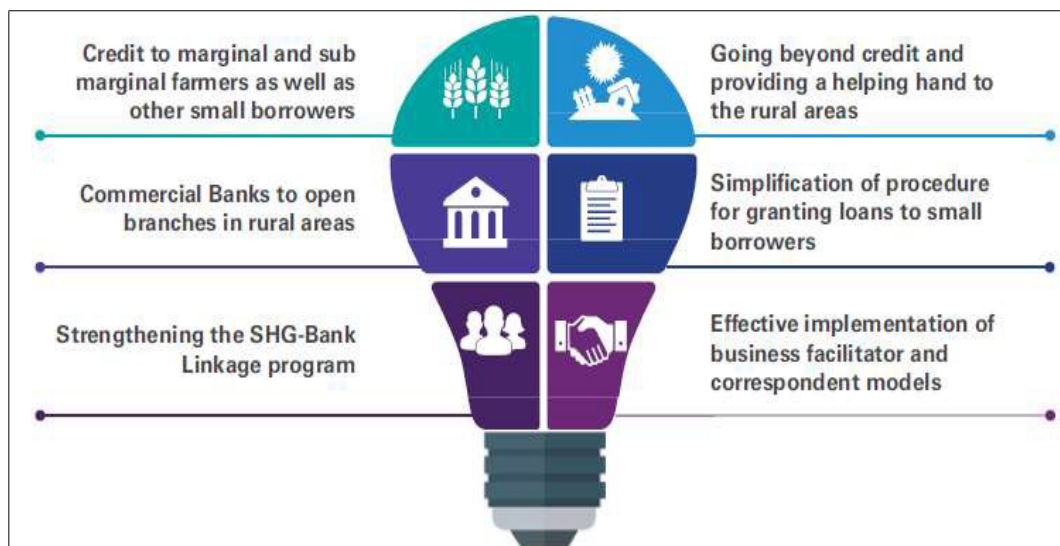 Credit to marginal and sub
marginal farmers as well as
other small borrowers
Going beyond credit and
providing a helping hand to
the rural areas
Commercial Banks to open
branches in rural areas
Simplification of procedure
for granting loans to small
borrowers
Strengthening the SHG-Bank
Linkage program
Effective implementation of
business facilitator and
correspondent models